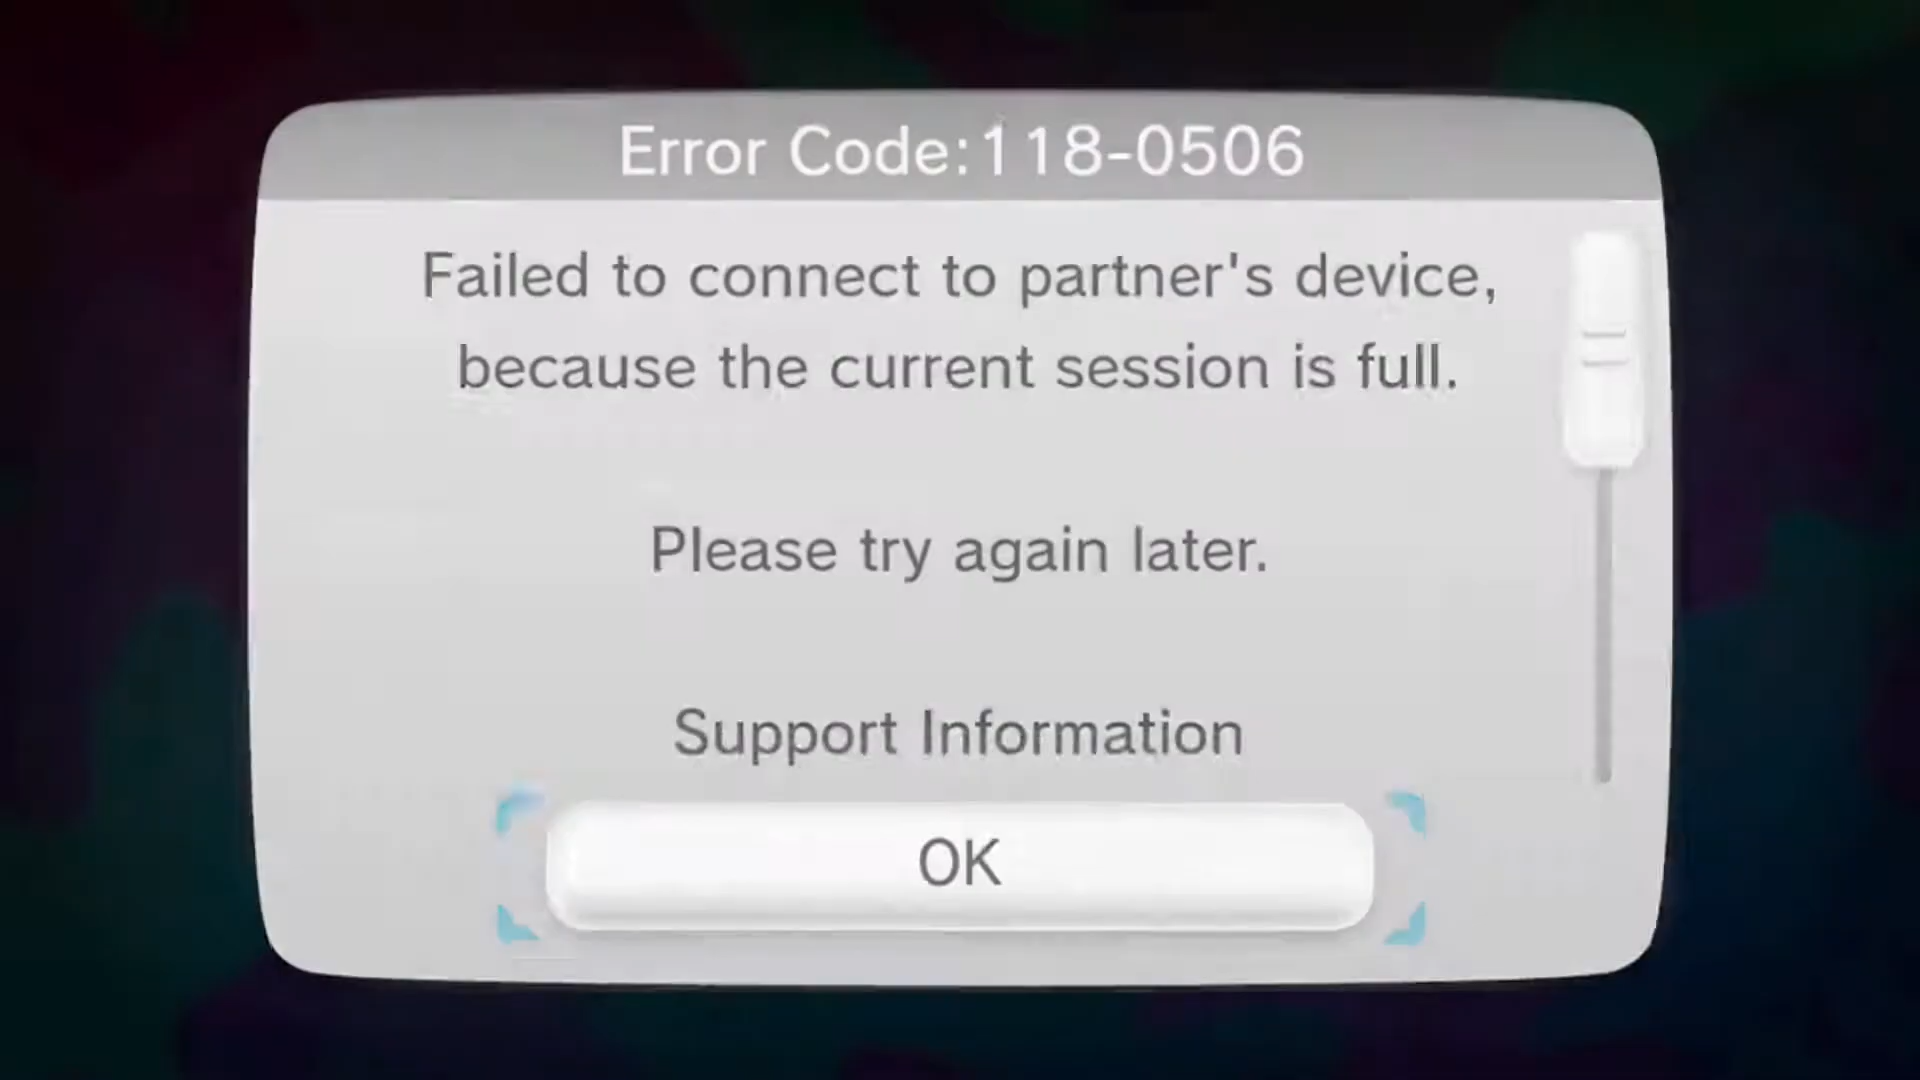 Error Code:118-0506
Failed to connect to partner's device,
because the current session is full.
Please try again later.
Support Information
OK